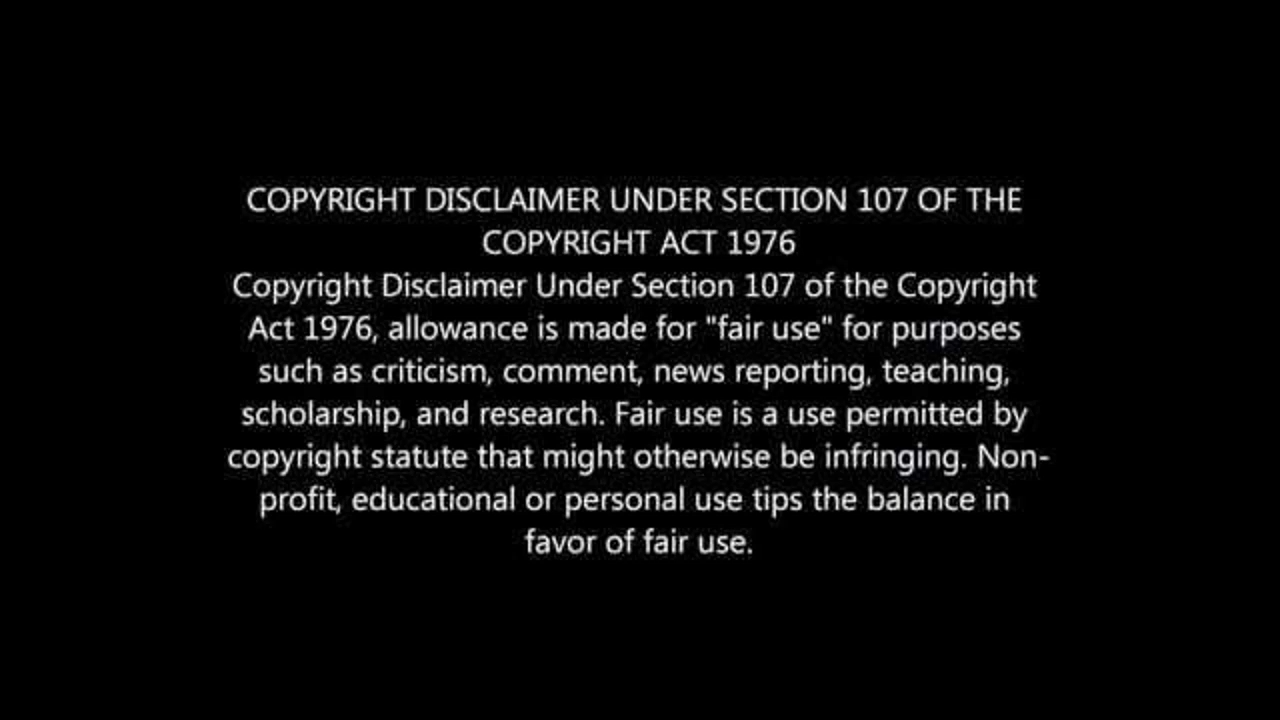 COPYRIGHT DISCLAIMER UNDER SECTION 107 OF THE
COPYRIGHT ACT 1976
Copyright Disclaimer Under Section 107 of the Copyright
Act 1976, allowance is made for "fair use" for purposes
such as criticism, comment, news reporting, teaching,
scholarship, and research. Fair use is a use permitted by
copyright statute that might otherwise be infringing. Non-
profit, educational or personal use tips the balance in
favor of fair use.